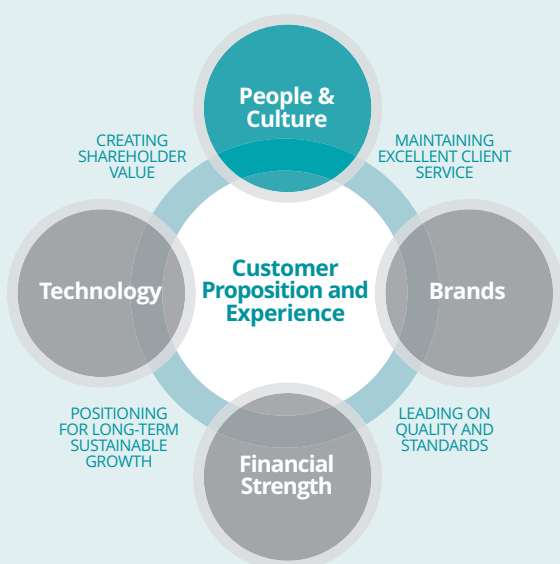 People &
Culture
CREATING
SHAREHOLDER
VALUE
MAINTAINING
EXCELLENT CLIENT
SERVICE
Technology
Customer
Proposition and
Experience
Brands
POSITIONING
FOR LONG-TERM
SUSTAINABLE
GROWTH
LEADING ON
QUALITY AND
STANDARDS
Financial
Strength